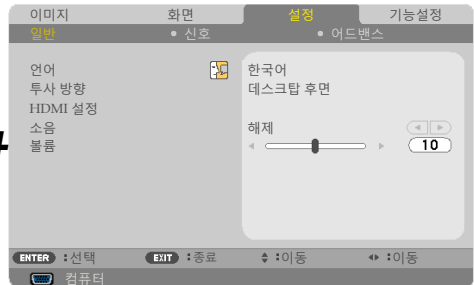 이미지 화면 설정 기능설정
일반 • 신호 • 어드밴스
언어 한국어
투사 방향 데스크탑 후면
HDMI 설정
소음 해제
볼륨 10
ENTER :선택 EXIT :종료 :이동 :이동
컴퓨터